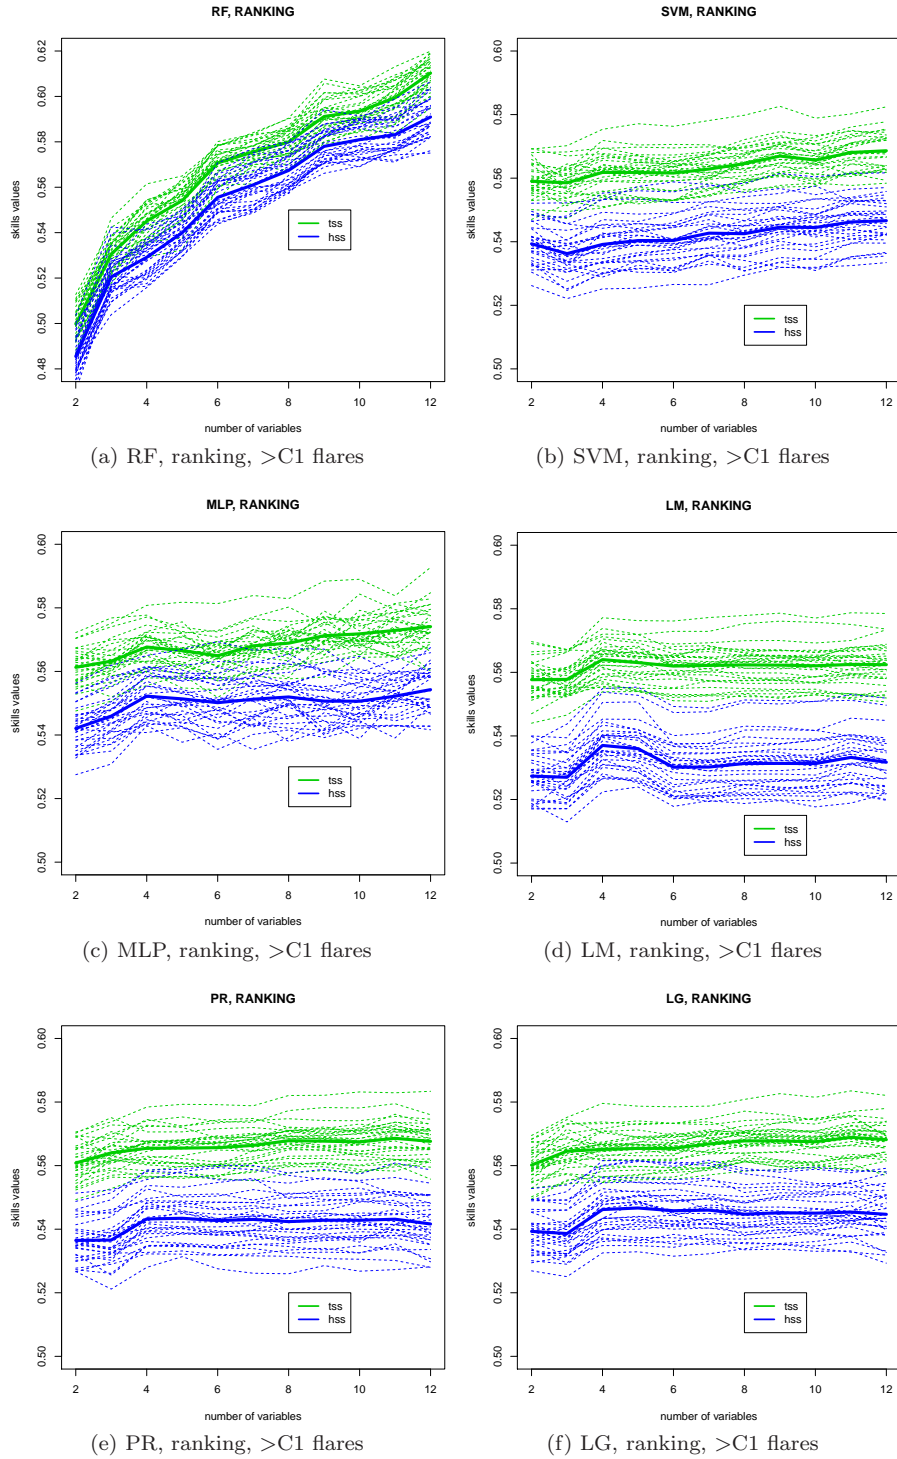 RF, RANKING
skills values
0.62
0.60
0.58
0.56
0.54
0.52
0.50
0.48
tss
hss
2 4 6 8 10 12
number of variables
(a) RF, ranking, >C1 flares
SVM, RANKING
skills values
0.60
0.58
0.56
0.54
0.52
0.50
tss
hss
2 4 6 8 10 12
number of variables
(b) SVM, ranking, >C1 flares
MLP, RANKING
skills values
0.60
0.58
0.56
0.54
0.52
0.50
tss
hss
2 4 6 8 10 12
number of variables
(c) MLP, ranking, >C1 flares
LM, RANKING
skills values
0.60
0.58
0.56
0.54
0.52
0.50
tss
hss
2 4 6 8 10 12
number of variables
(d) LM, ranking, >C1 flares
PR, RANKING
skills values
0.60
0.58
0.56
0.54
0.52
0.50
tss
hss
2 4 6 8 10 12
number of variables
(e) PR, ranking, >C1 flares
LG, RANKING
skills values
0.60
0.58
0.56
0.54
0.52
0.50
tss
hss
2 4 6 8 10 12
number of variables
(f) LG, ranking, >C1 flares